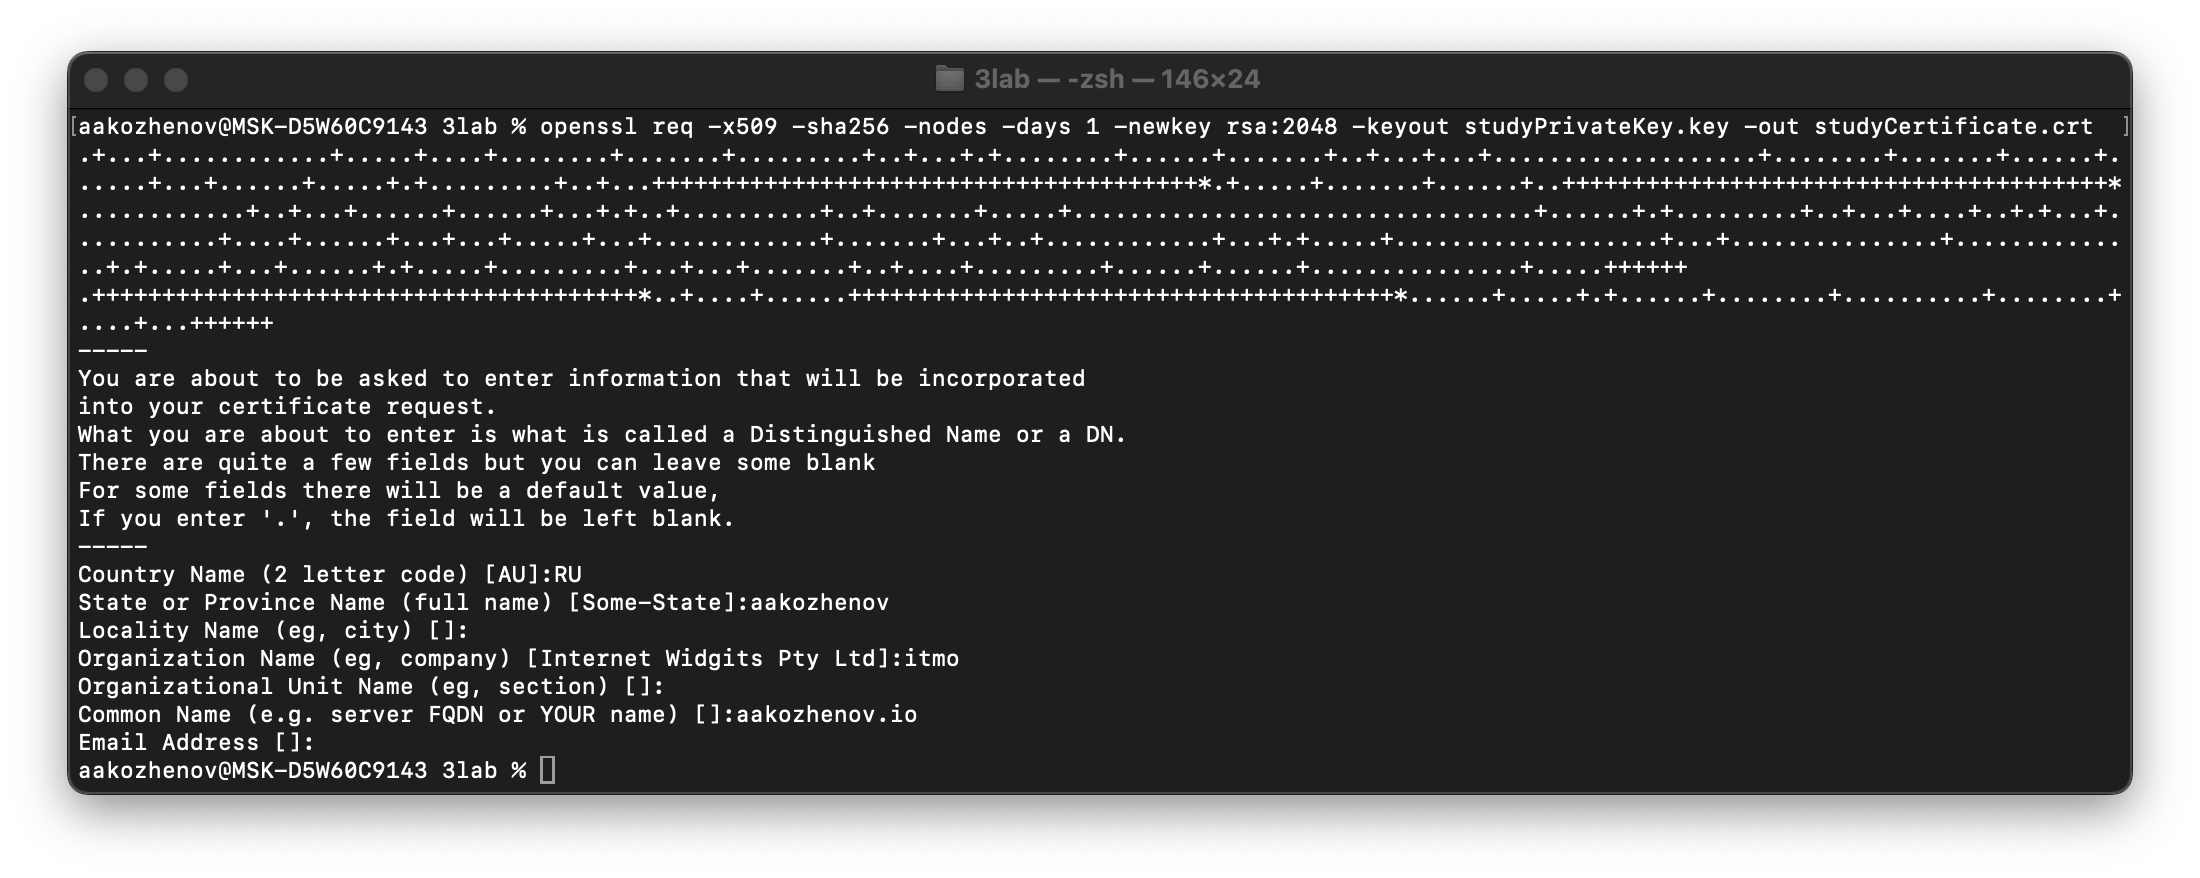 3lab — -zsh — 146×24
[aakozhenov@MSK-D5W60C9143 3lab % openssl req -x509 -sha256 -nodes -days 1 -newkey rsa:2048 -keyout studyPrivateKey.key -out studyCertificate.crt ]
-----
You are about to be asked to enter information that will be incorporated
into your certificate request.
What you are about to enter is what is called a Distinguished Name or a DN.
There are quite a few fields but you can leave some blank
For some fields there will be a default value,
If you enter '.', the field will be left blank.
-----
Country Name (2 letter code) [AU]:RU
State or Province Name (full name) [Some-State]:aakozhenov
Locality Name (eg, city) []:
Organization Name (eg, company) [Internet Widgits Pty Ltd]:itmo
Organizational Unit Name (eg, section) []:
Common Name (e.g. server FQDN or YOUR name) []:aakozhenov.io
Email Address []:
aakozhenov@MSK-D5W60C9143 3lab %